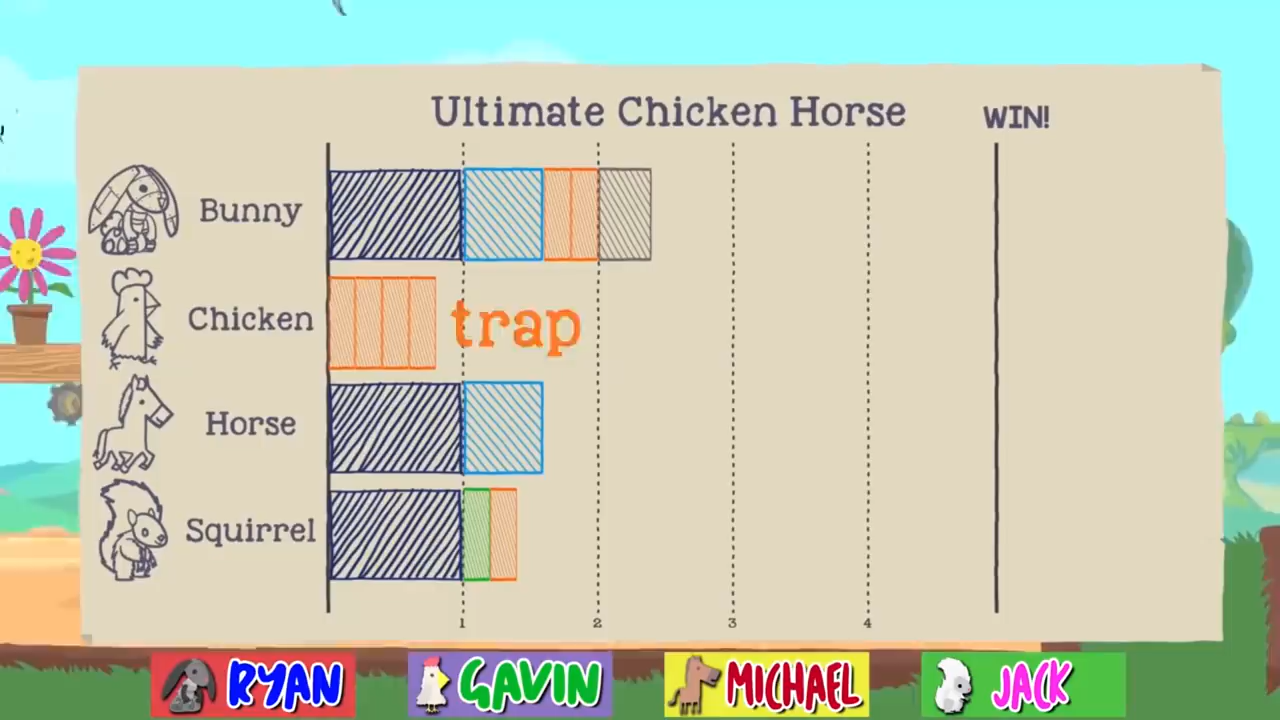 Ultimate Chicken Horse
WIN!
Bunny
Chicken
trap
Horse
Squirrel
1 2 3 4
RYAN
GAVIN
MICHAEL
JACK